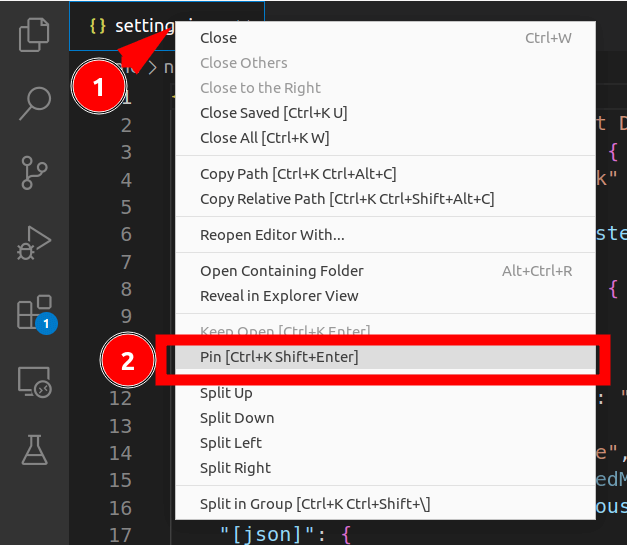 {} setting
1
Close Ctrl+W
Close Others
Close to the Right
Close Saved [Ctrl+K U]
Close All [Ctrl+K W]
Copy Path [Ctrl+K Ctrl+Alt+C]
Copy Relative Path [Ctrl+K Ctrl+Shift+Alt+C]
Reopen Editor With...
Open Containing Folder Alt+Ctrl+R
Reveal in Explorer View
Keep Open [Ctrl+K Enter]
2
Pin [Ctrl+K Shift+Enter]
Split Up
Split Down
Split Left
Split Right
Split in Group [Ctrl+K Ctrl+Shift+\]
1
1
2 t D
3 {
4 k"
5
6 ste
7
8 {
9
12 : "
13
14 e",
15 edM
16 ous
17 "[json]": {